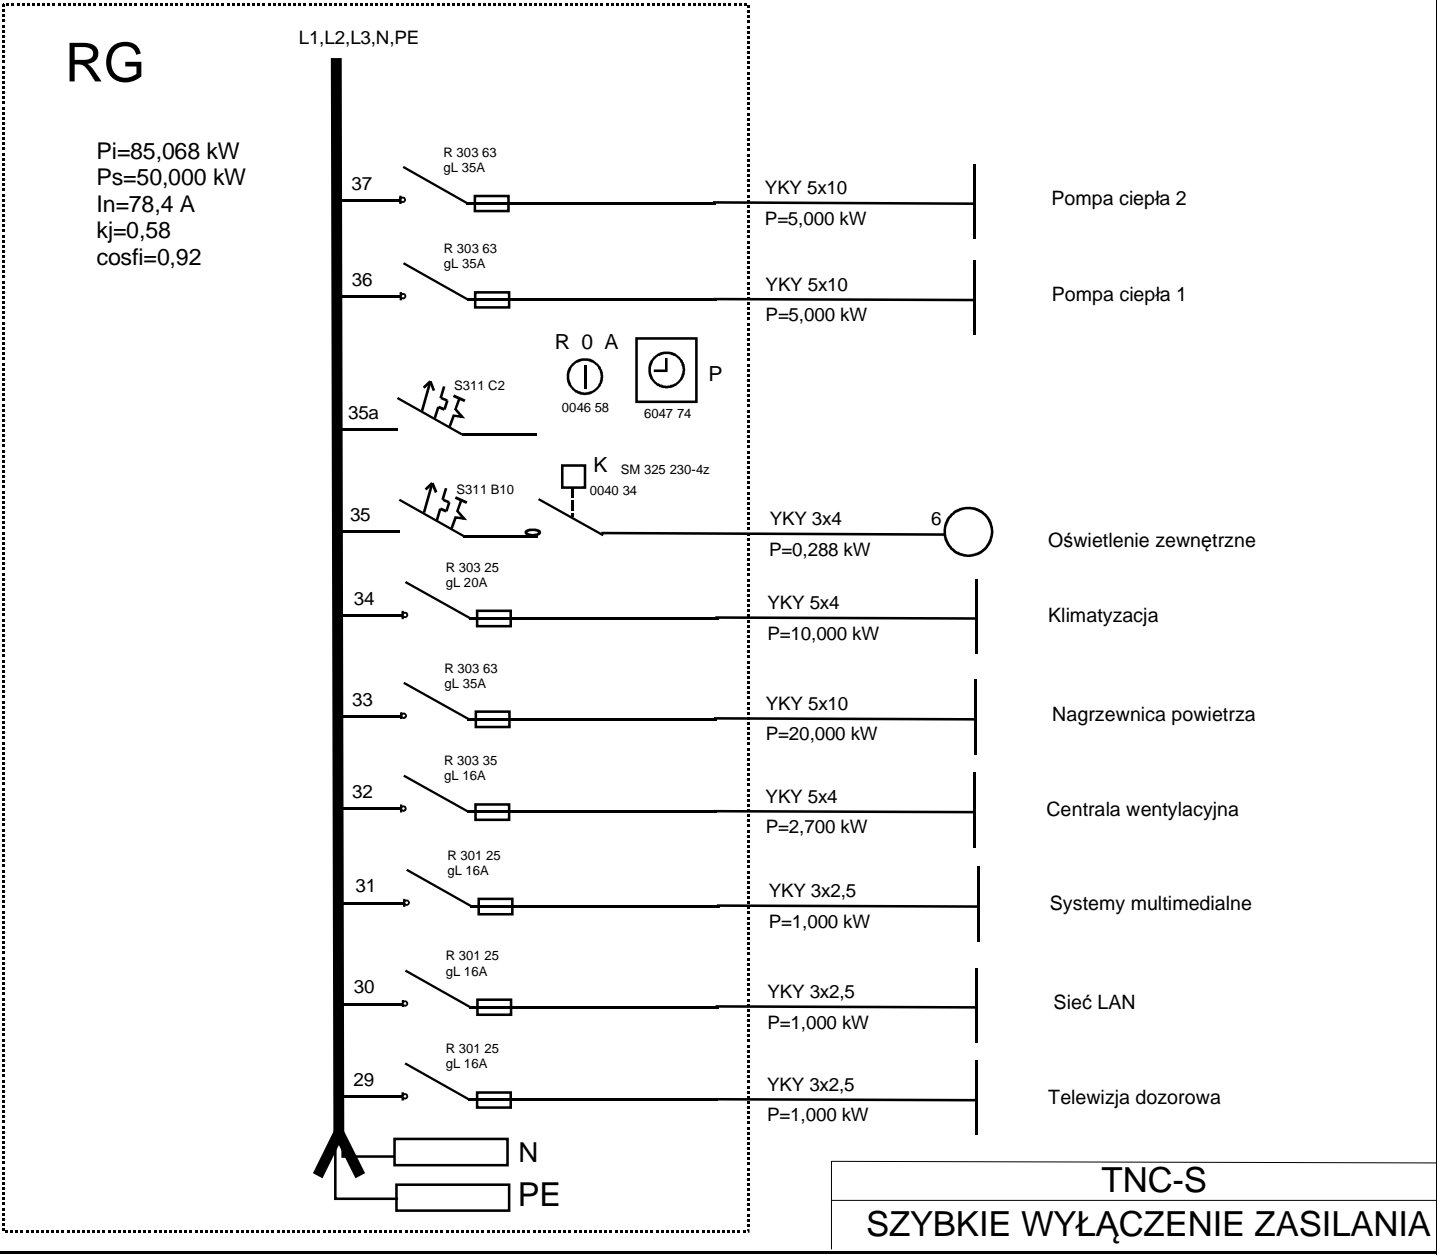 L1,L2,L3,N,PE
RG
Pi=85,068 kW
Ps=50,000 kW
In=78,4 A
kj=0,58
cosfi=0,92
R 303 63
gL 35A
37
YKY 5x10
P=5,000 kW
Pompa ciepła 2
R 303 63
gL 35A
36
YKY 5x10
P=5,000 kW
Pompa ciepła 1
R 0 A
P
0046 58
6047 74
S311 C2
35a
K
SM 325 230-4z
0040 34
S311 B10
35
YKY 3x4
6
P=0,288 kW
Oświetlenie zewnętrzne
R 303 25
gL 20A
34
YKY 5x4
P=10,000 kW
Klimatyzacja
R 303 63
gL 35A
33
YKY 5x10
P=20,000 kW
Nagrzewnica powietrza
R 303 35
gL 16A
32
YKY 5x4
P=2,700 kW
Centrala wentylacyjna
R 301 25
gL 16A
31
YKY 3x2,5
P=1,000 kW
Systemy multimedialne
R 301 25
gL 16A
30
YKY 3x2,5
P=1,000 kW
Sieć LAN
R 301 25
gL 16A
29
YKY 3x2,5
P=1,000 kW
Telewizja dozorowa
N
PE
TNC-S
SZYBKIE WYŁĄCZENIE ZASILANIA